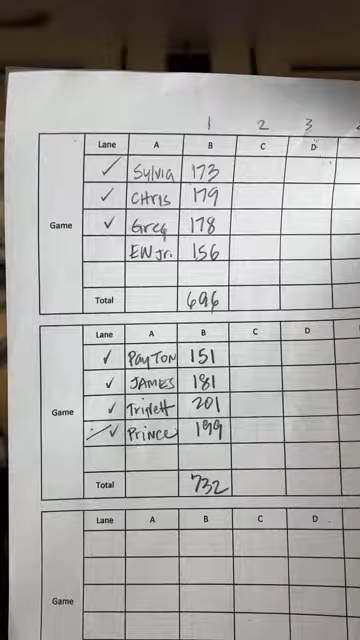 1 2 3
Lane A B C D
✓ Sylvia 173
✓ CHris 179
Game ✓ Greg 178
EW Jr. 156
Total 696
Lane A B C D
✓ PayTON 151
✓ JAMES 181
Game ✓ Triplett 201
✓ Prince 199
Total 732
Lane A B C D
Game